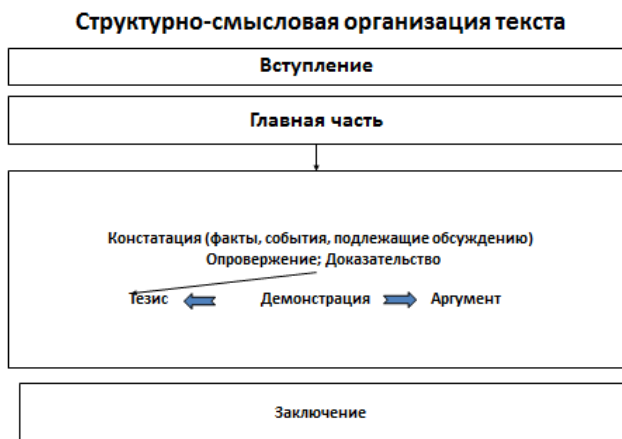 Структурно-смысловая организация текста
Вступление
Главная часть
Констатация (факты, события, подлежащие обсуждению)
Опровержение; Доказательство
Тезис Демонстрация Аргумент
Заключение